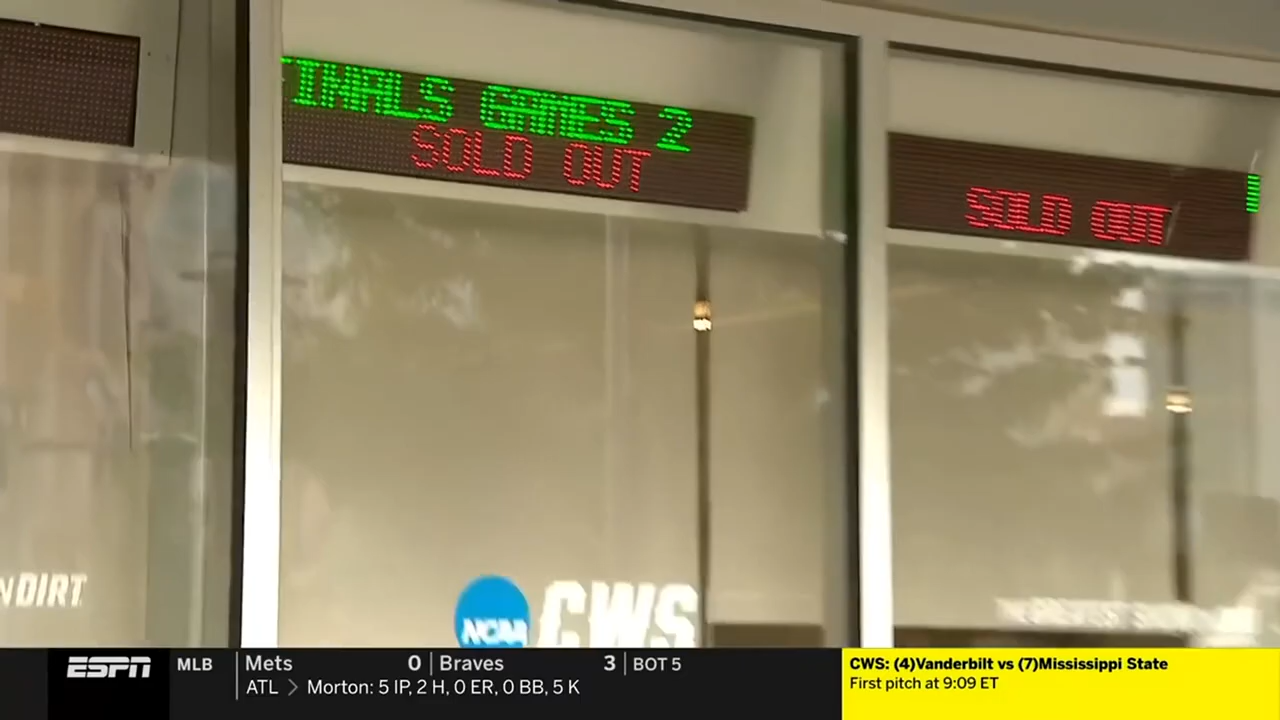 FINALS GAMES 2
SOLD OUT
SOLD OUT
DIRT
NCAA CWS
ESPN
MLB
Mets 0 Braves 3 BOT 5
ATL > Morton: 5 IP, 2 H, 0 ER, 0 BB, 5 K
CWS: (4)Vanderbilt vs (7)Mississippi State
First pitch at 9:09 ET